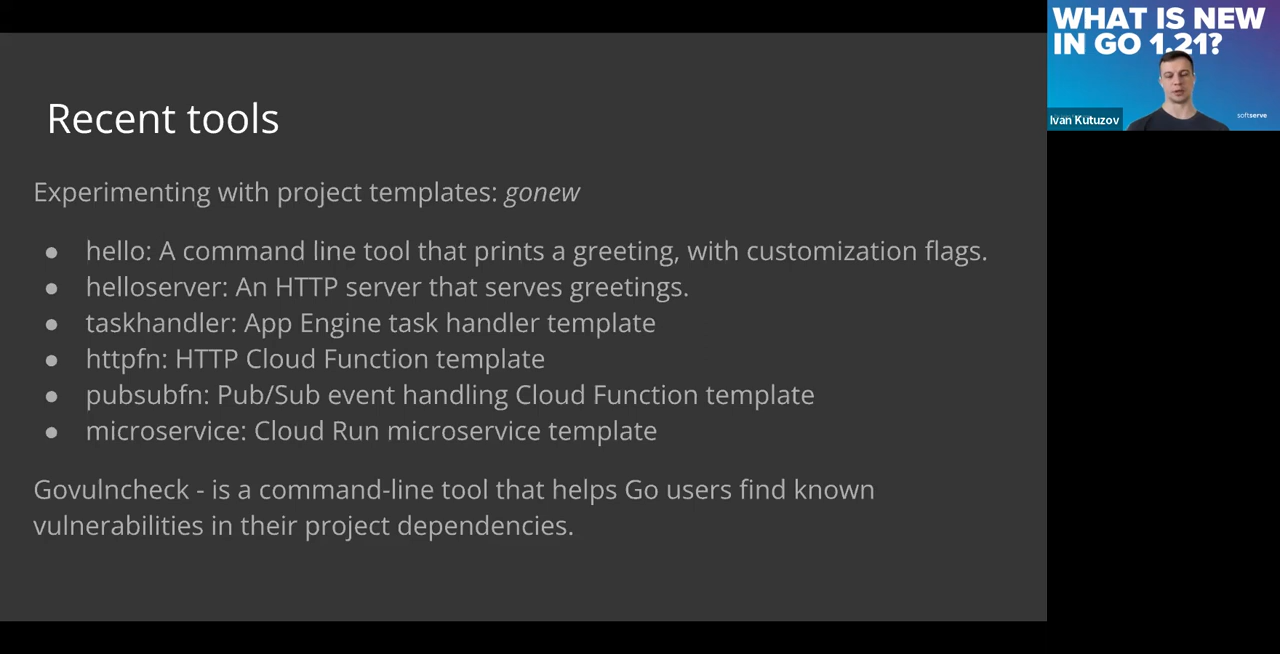 Recent tools
Experimenting with project templates: gonew
● hello: A command line tool that prints a greeting, with customization flags.
● helloserver: An HTTP server that serves greetings.
● taskhandler: App Engine task handler template
● httpfn: HTTP Cloud Function template
● pubsubfn: Pub/Sub event handling Cloud Function template
● microservice: Cloud Run microservice template
Govulncheck - is a command-line tool that helps Go users find known
vulnerabilities in their project dependencies.
WHAT IS NEW
IN GO 1.21?
Ivan Kutuzov
softserve